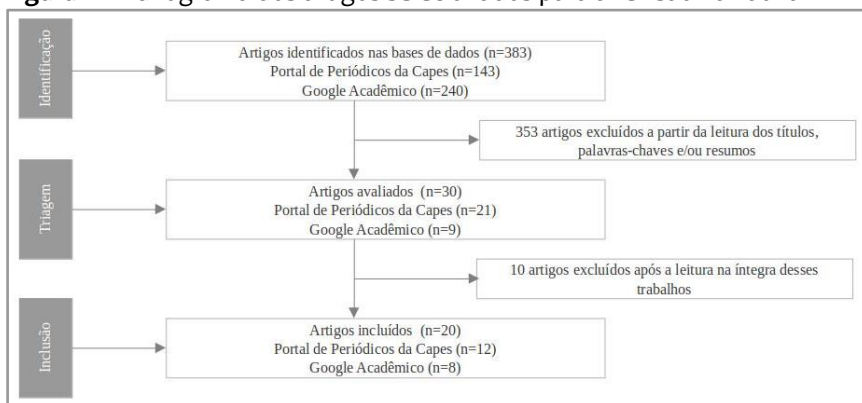 Identificação
Artigos identificados nas bases de dados (n=383)
Portal de Periódicos da Capes (n=143)
Google Acadêmico (n=240)
353 artigos excluídos a partir da leitura dos títulos,
palavras-chaves e/ou resumos
Triagem
Artigos avaliados (n=30)
Portal de Periódicos da Capes (n=21)
Google Acadêmico (n=9)
10 artigos excluídos após a leitura na íntegra desses
trabalhos
Inclusão
Artigos incluídos (n=20)
Portal de Periódicos da Capes (n=12)
Google Acadêmico (n=8)